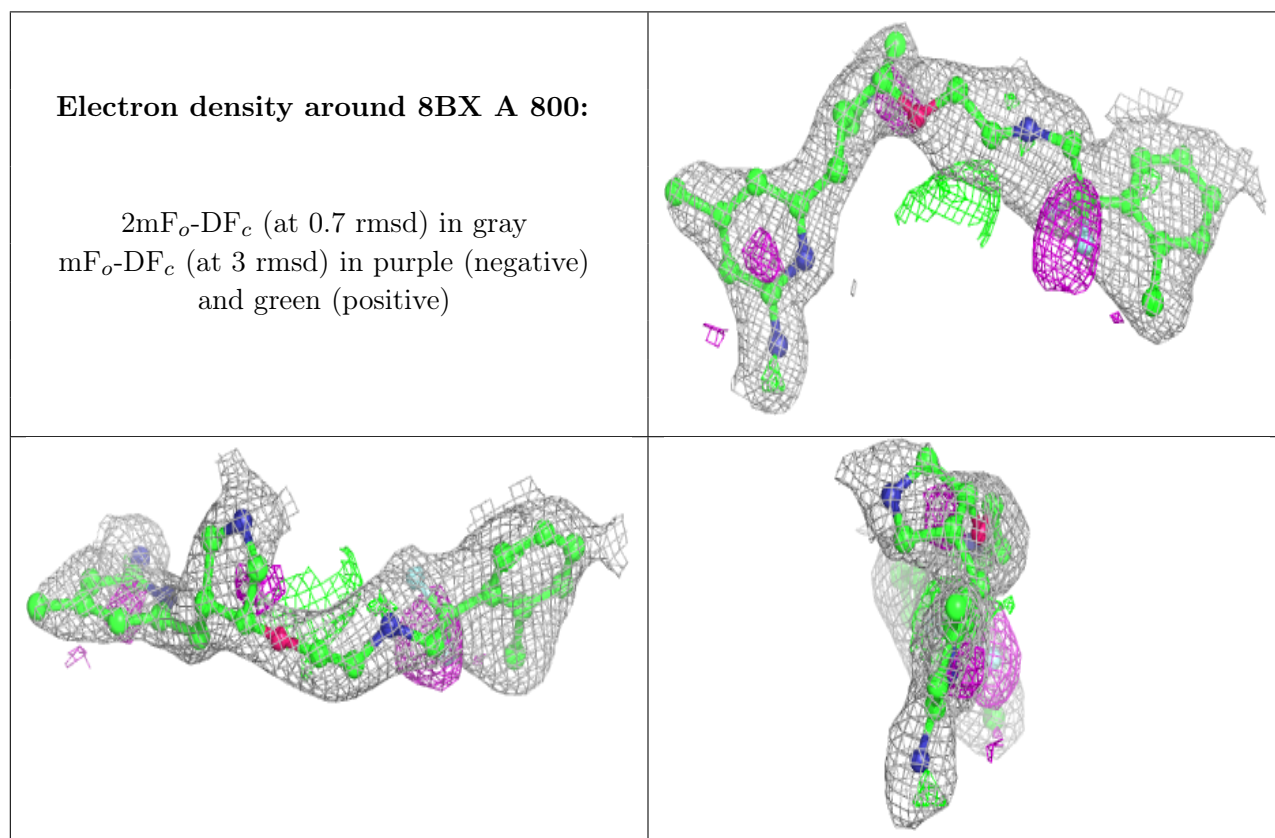 Electron density around 8BX A 800:
2mFₒ-DF𝒸 (at 0.7 rmsd) in gray
mFₒ-DF𝒸 (at 3 rmsd) in purple (negative)
and green (positive)